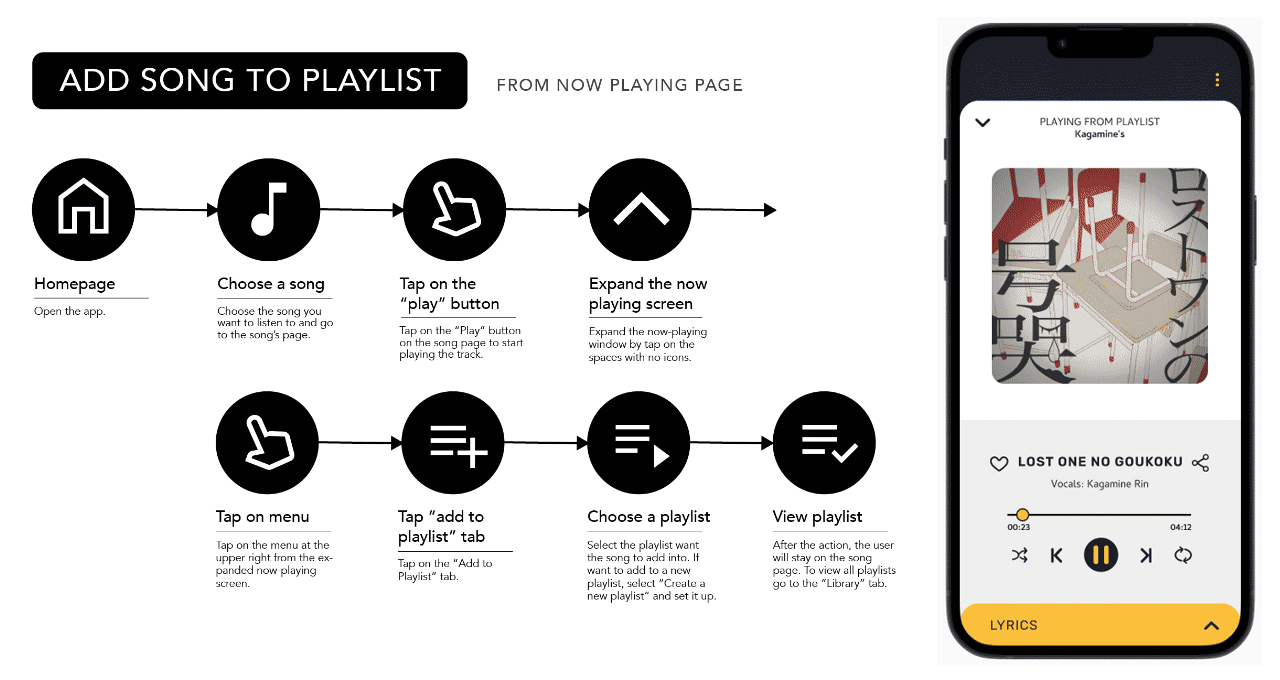 ADD SONG TO PLAYLIST
FROM NOW PLAYING PAGE
Homepage
Open the app.
Choose a song
Choose the song you
want to listen to and go
to the song's page.
Tap on the
“play” button
Tap on the “Play” button
on the song page to start
playing the track.
Expand the now
playing screen
Expand the now-playing
window by tap on the
spaces with no icons.
Tap on menu
Tap on the menu at the
upper right from the ex-
panded now-playing
screen.
Tap “add to
playlist” tab
Tap on the “Add to
Playlist” tab.
Choose a playlist
Select the playlist want
the song to add into. If
want to add to a new
playlist, select “Create a
new playlist” and set it up.
View playlist
After the action, the user
will stay on the song
page. To view all playlists
go to the “Library” tab.
PLAYING FROM PLAYLIST
Kagamine's
ロストワンの
号哭
LOST ONE NO GOUKOKU
Vocals: Kagamine Rin
00:23
04:12
LYRICS